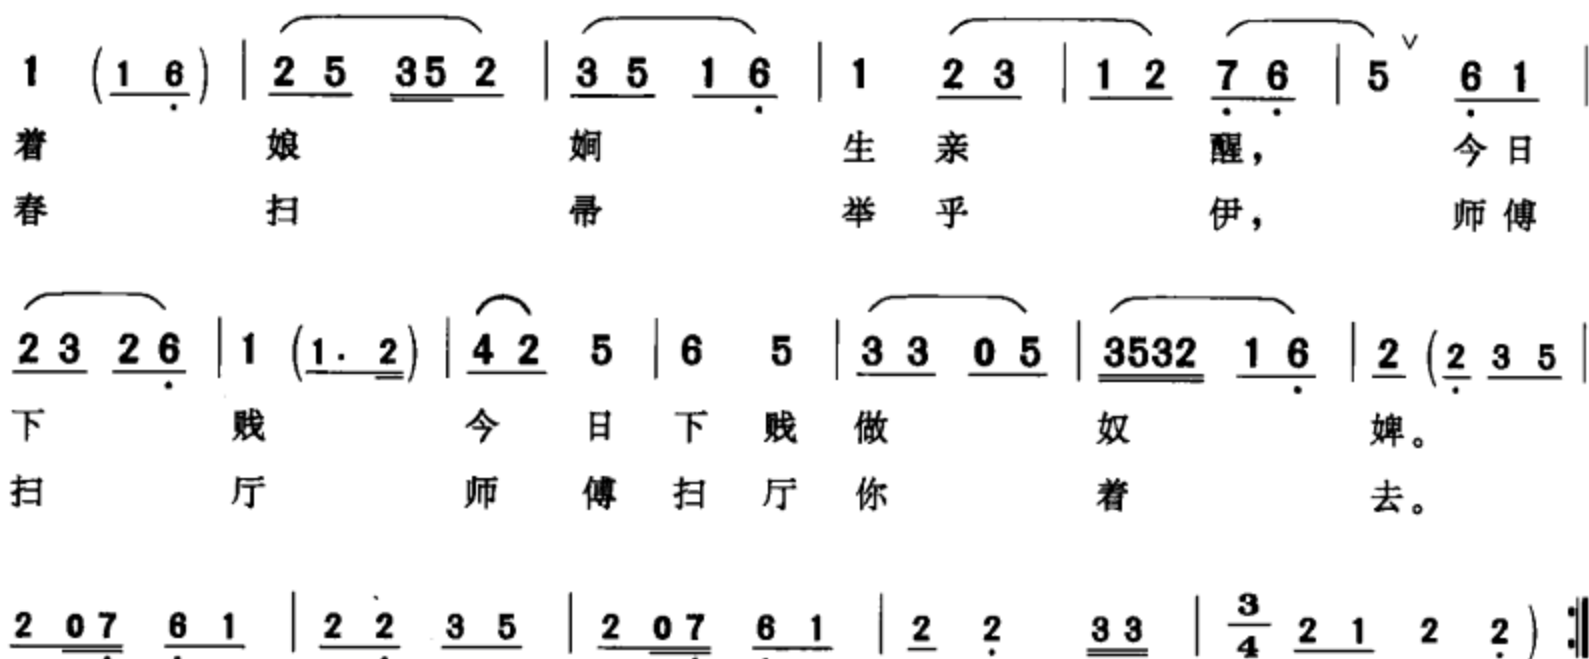 1 (1 6) | 2 5 35 2 | 3 5 1 6 | 1 2 3 | 1 2 7 6 | 5 ∨ 6 1 |
着 娘 娴 生 亲 醒， 今 日
春 扫 帚 举 乎 伊， 师 傅
2 3 2 6 | 1 (1. 2) | 4 2 5 | 6 5 | 3 3 0 5 | 3532 1 6 | 2 (2 3 5 |
下 贱 今 日 下 贱 做 奴 婢。
扫 厅 师 傅 扫 厅 你 着 去。
2 07 6 1 | 2 2 3 5 | 2 07 6 1 | 2 2 33 | 3/4 2 1 2 2) :‖